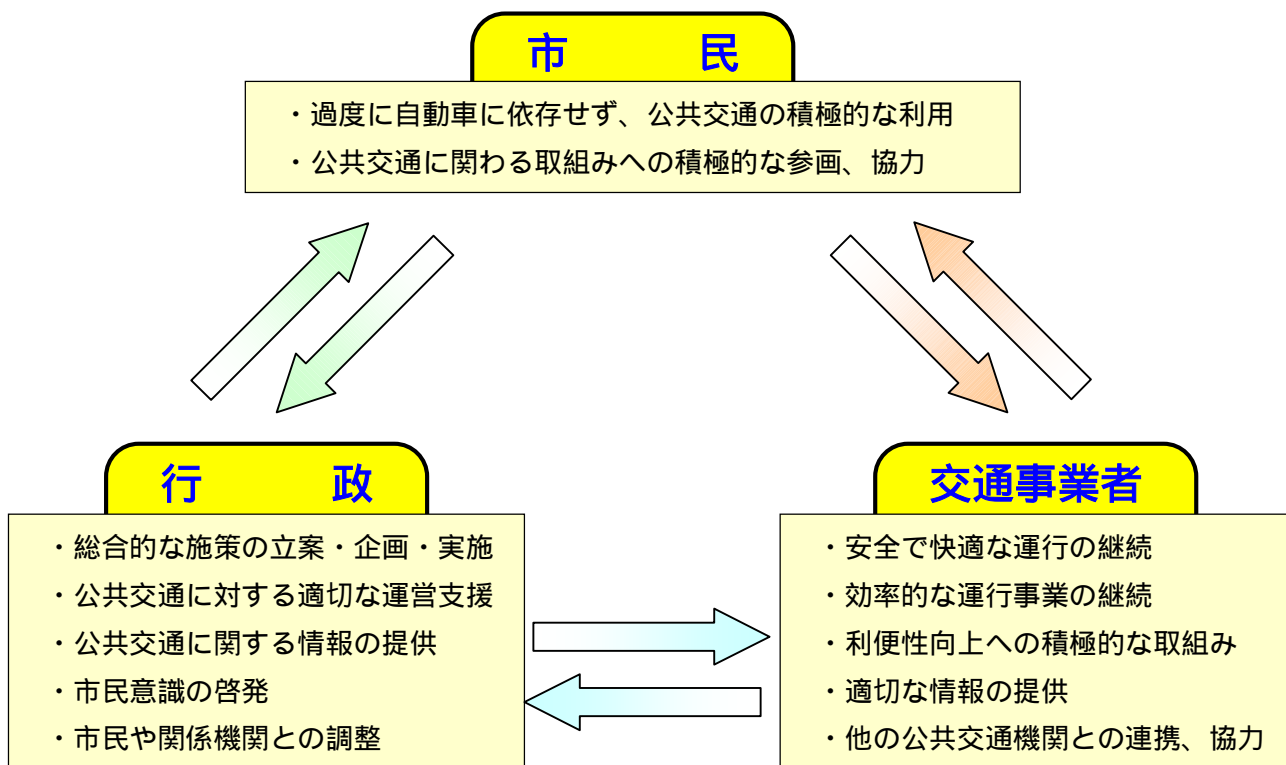 市　民
・過度に自動車に依存せず、公共交通の積極的な利用
・公共交通に関わる取組みへの積極的な参画、協力
行　政
・総合的な施策の立案・企画・実施
・公共交通に対する適切な運営支援
・公共交通に関する情報の提供
・市民意識の啓発
・市民や関係機関との調整
交通事業者
・安全で快適な運行の継続
・効率的な運行事業の継続
・利便性向上への積極的な取組み
・適切な情報の提供
・他の公共交通機関との連携、協力